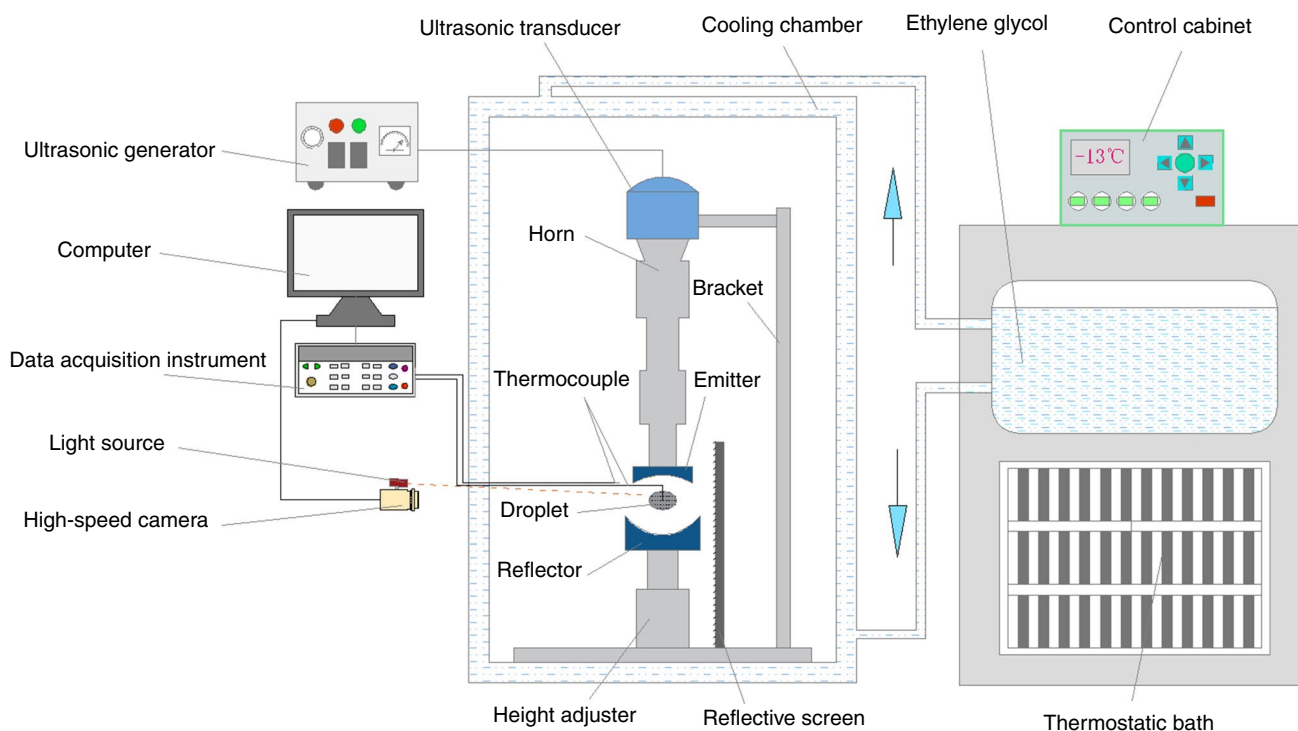 Ultrasonic transducer
Cooling chamber
Ethylene glycol
Control cabinet
Ultrasonic generator
-13℃
Computer
Horn
Bracket
Data acquisition instrument
Thermocouple
Emitter
Light source
High-speed camera
Droplet
Reflector
Height adjuster
Reflective screen
Thermostatic bath